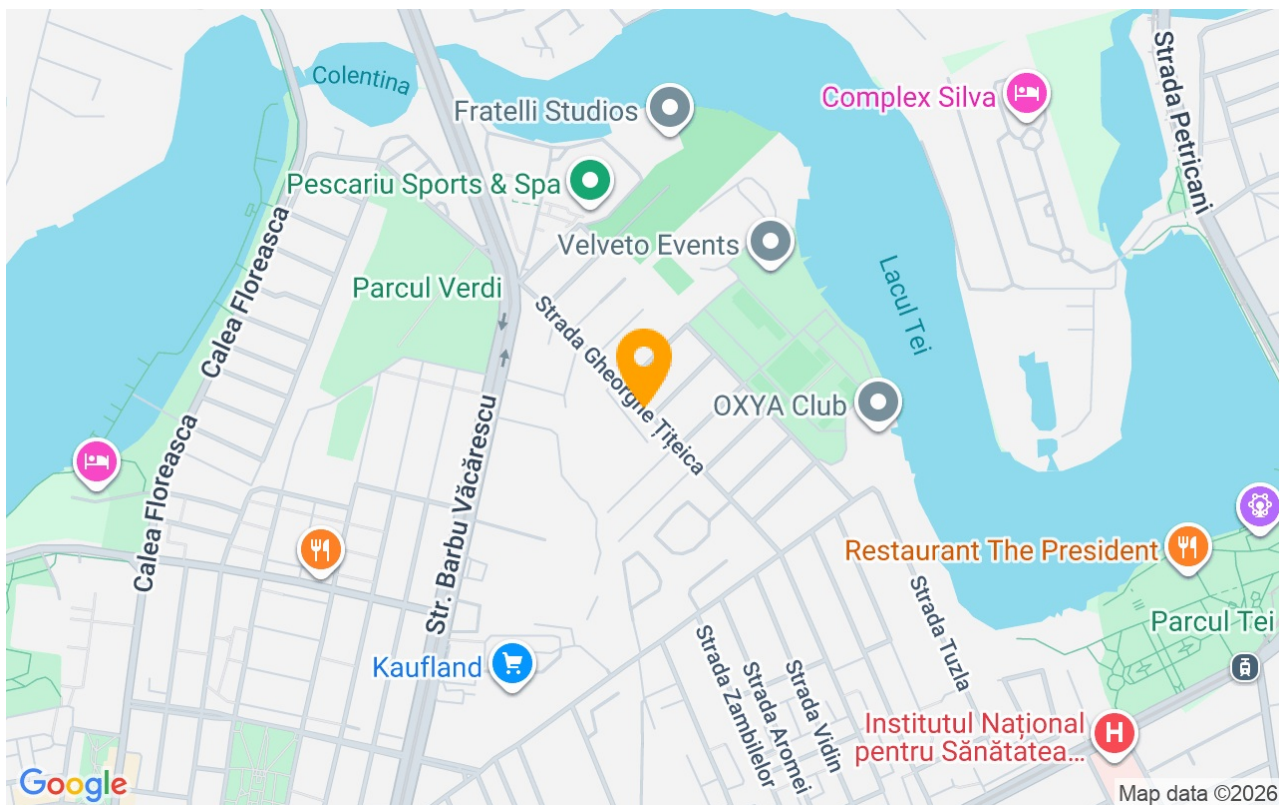 Colentina
Fratelli Studios
Complex Silva
Strada Petricani
Pescariu Sports & Spa
Calea Floreasca
Velveto Events
Parcul Verdi
Lacul Tei
Strada Gheorghe Țițeica
OXYA Club
Calea Floreasca
Str. Barbu Văcărescu
Restaurant The President
Strada Tuzla
Parcul Tei
Kaufland
Strada Zambilelor
Strada Aromei
Strada Vidin
Institutul Național
pentru Sănătatea...
H
Google
Map data ©2026